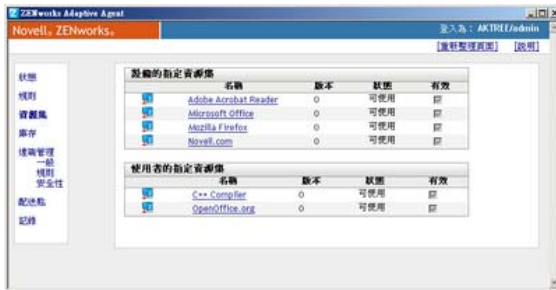 ZENworks Adaptive Agent
Novell® ZENworks®
登入為: AKTREE/admin
[重新整理頁面] [說明]
狀態
規則
資源集
庫存
遠端管理
一般
規則
安全性
配送點
記錄
設備的指定資源集
名稱 版本 狀態 有效
Adobe Acrobat Reader 0 可使用
Microsoft Office 0 可使用
Mozilla Firefox 0 可使用
Novell.com 0 可使用
使用者的指定資源集
名稱 版本 狀態 有效
C++ Compiler 0 可使用
OpenOffice.org 0 可使用